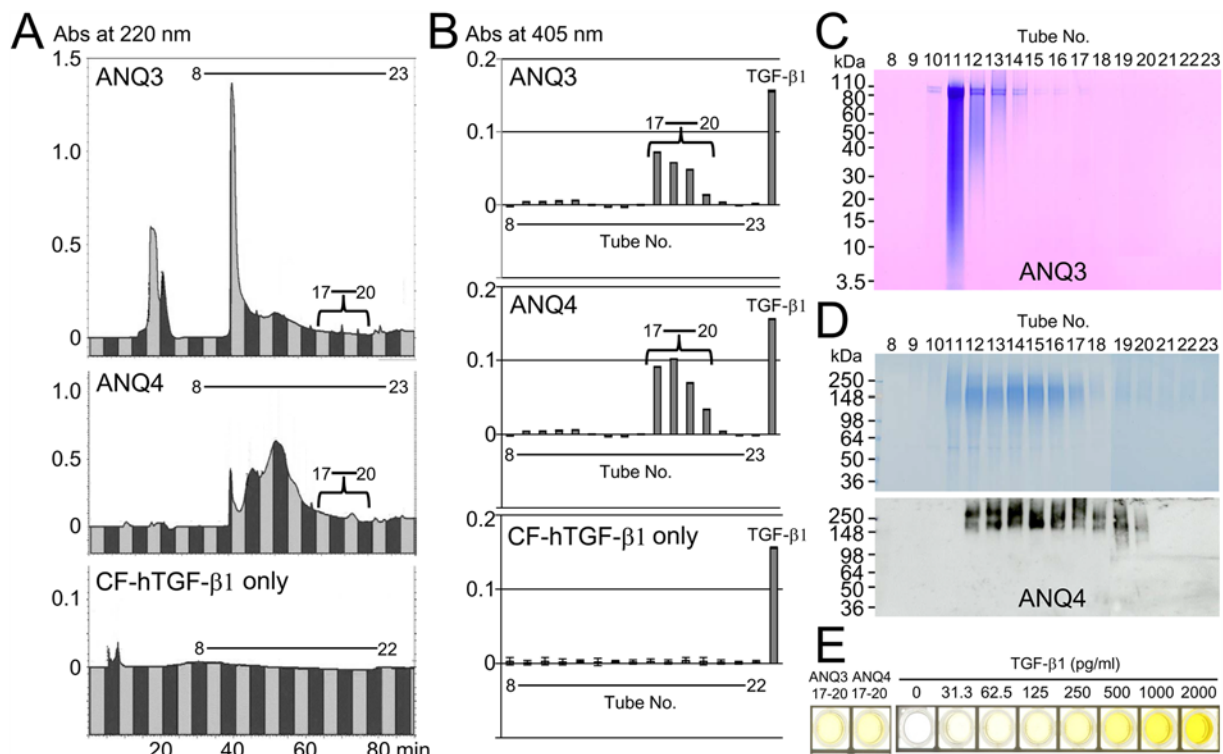 A Abs at 220 nm
1.5
ANQ3
8 23
1.0
0.5
17 20
0
ANQ4
1.0
8 23
0.5
17 20
0
CF-hTGF-β1 only
0.1
8 22
0
20 40 60 80 min
B Abs at 405 nm
0.2
ANQ3
TGF-β1
17 20
0.1
0
8 23
Tube No.
0.2
ANQ4
TGF-β1
17 20
0.1
0
8 23
Tube No.
0.2
CF-hTGF-β1 only
TGF-β1
0.1
0
8 22
Tube No.
C
Tube No.
kDa 8 9 10 11 12 13 14 15 16 17 18 19 20 21 22 23
110
80
60
50
40
30
20
15
10
3.5
ANQ3
D
Tube No.
kDa 8 9 10 11 12 13 14 15 16 17 18 19 20 21 22 23
250
148
98
64
50
36
250
148
98
64
50
36
ANQ4
E
ANQ3 ANQ4
17-20 17-20
TGF-β1 (pg/ml)
0 31.3 62.5 125 250 500 1000 2000